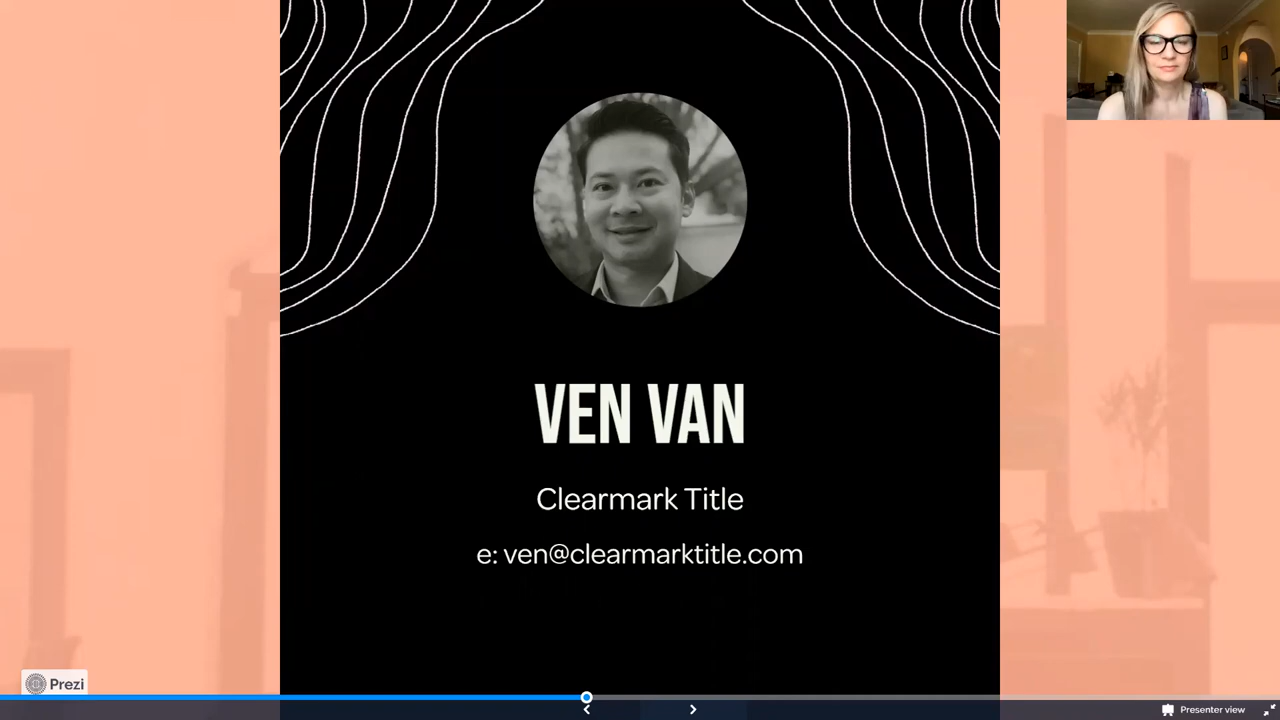 VEN VAN
Clearmark Title
e: ven@clearmarktitle.com
Prezi
Presenter view